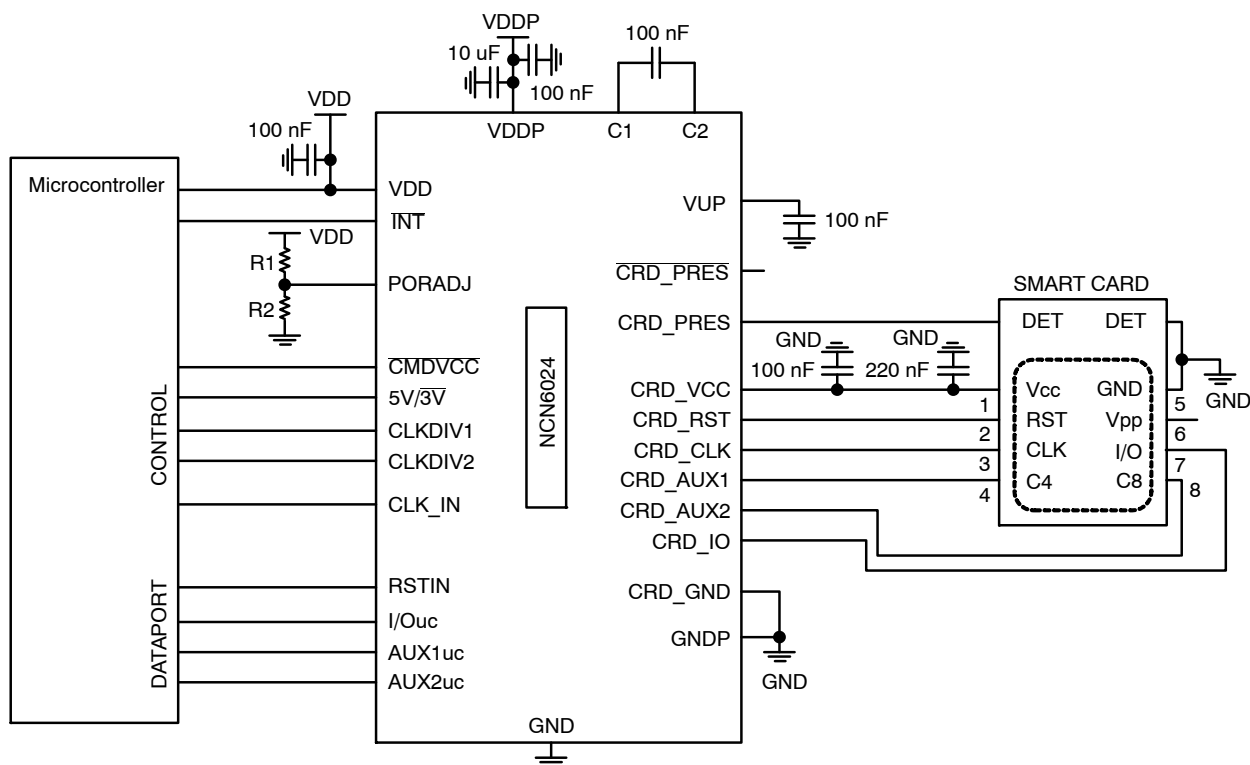 VDDP
10 uF
100 nF
100 nF
VDD
100 nF
VDDP
C1
C2
Microcontroller
VDD
INT
VDD
R1
R2
PORADJ
CMDVCC
5V/3V
CLKDIV1
CLKDIV2
CLK_IN
CONTROL
RSTIN
I/Ouc
AUX1uc
AUX2uc
DATAPORT
NCN6024
GND
VUP
100 nF
CRD_PRES
CRD_PRES
CRD_VCC
CRD_RST
CRD_CLK
CRD_AUX1
CRD_AUX2
CRD_IO
CRD_GND
GNDP
GND
GND
100 nF
GND
220 nF
SMART CARD
DET
DET
Vcc
GND
RST
Vpp
CLK
I/O
C4
C8
1
2
3
4
5
6
7
8
GND